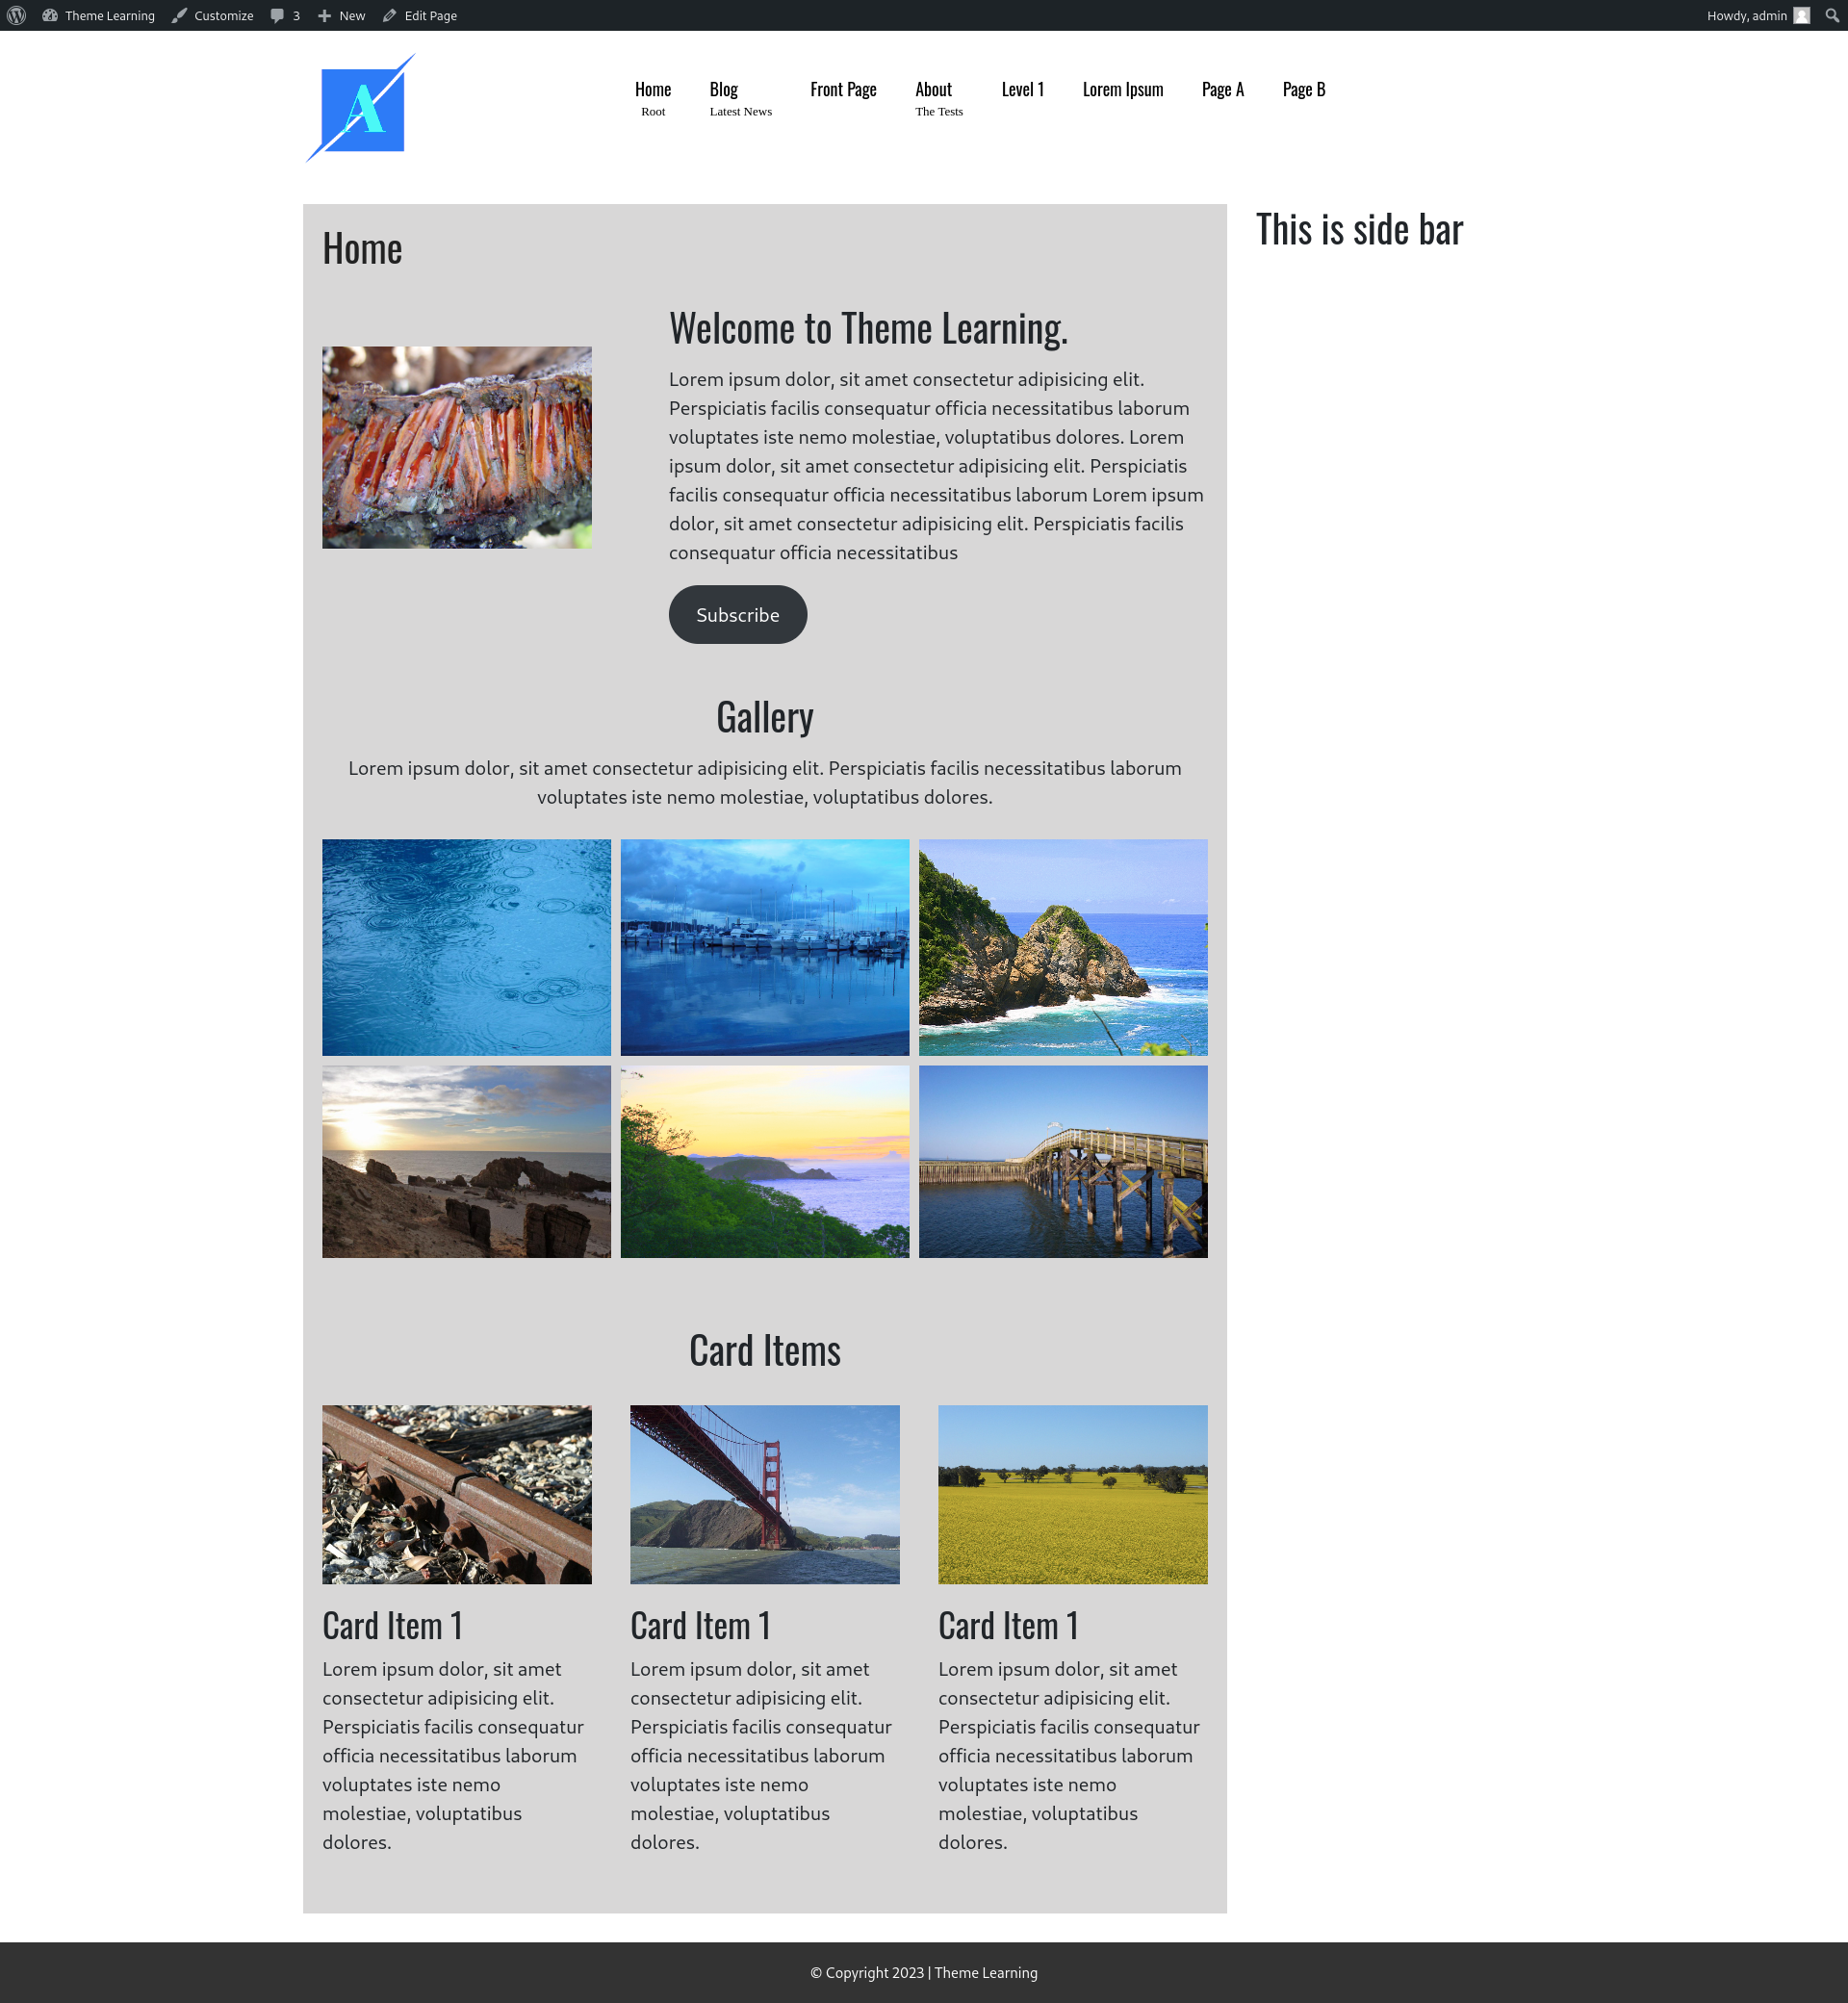 Theme Learning Customize 3 New Edit Page Howdy, admin
A
Home Blog Front Page About Level 1 Lorem Ipsum Page A Page B
Root Latest News The Tests
This is side bar
Home
Welcome to Theme Learning.
Lorem ipsum dolor, sit amet consectetur adipisicing elit.
Perspiciatis facilis consequatur officia necessitatibus laborum
voluptates iste nemo molestiae, voluptatibus dolores. Lorem
ipsum dolor, sit amet consectetur adipisicing elit. Perspiciatis
facilis consequatur officia necessitatibus laborum Lorem ipsum
dolor, sit amet consectetur adipisicing elit. Perspiciatis facilis
consequatur officia necessitatibus
Subscribe
Gallery
Lorem ipsum dolor, sit amet consectetur adipisicing elit. Perspiciatis facilis necessitatibus laborum
voluptates iste nemo molestiae, voluptatibus dolores.
Card Items
Card Item 1
Lorem ipsum dolor, sit amet
consectetur adipisicing elit.
Perspiciatis facilis consequatur
officia necessitatibus laborum
voluptates iste nemo
molestiae, voluptatibus
dolores.
Card Item 1
Lorem ipsum dolor, sit amet
consectetur adipisicing elit.
Perspiciatis facilis consequatur
officia necessitatibus laborum
voluptates iste nemo
molestiae, voluptatibus
dolores.
Card Item 1
Lorem ipsum dolor, sit amet
consectetur adipisicing elit.
Perspiciatis facilis consequatur
officia necessitatibus laborum
voluptates iste nemo
molestiae, voluptatibus
dolores.
© Copyright 2023 | Theme Learning